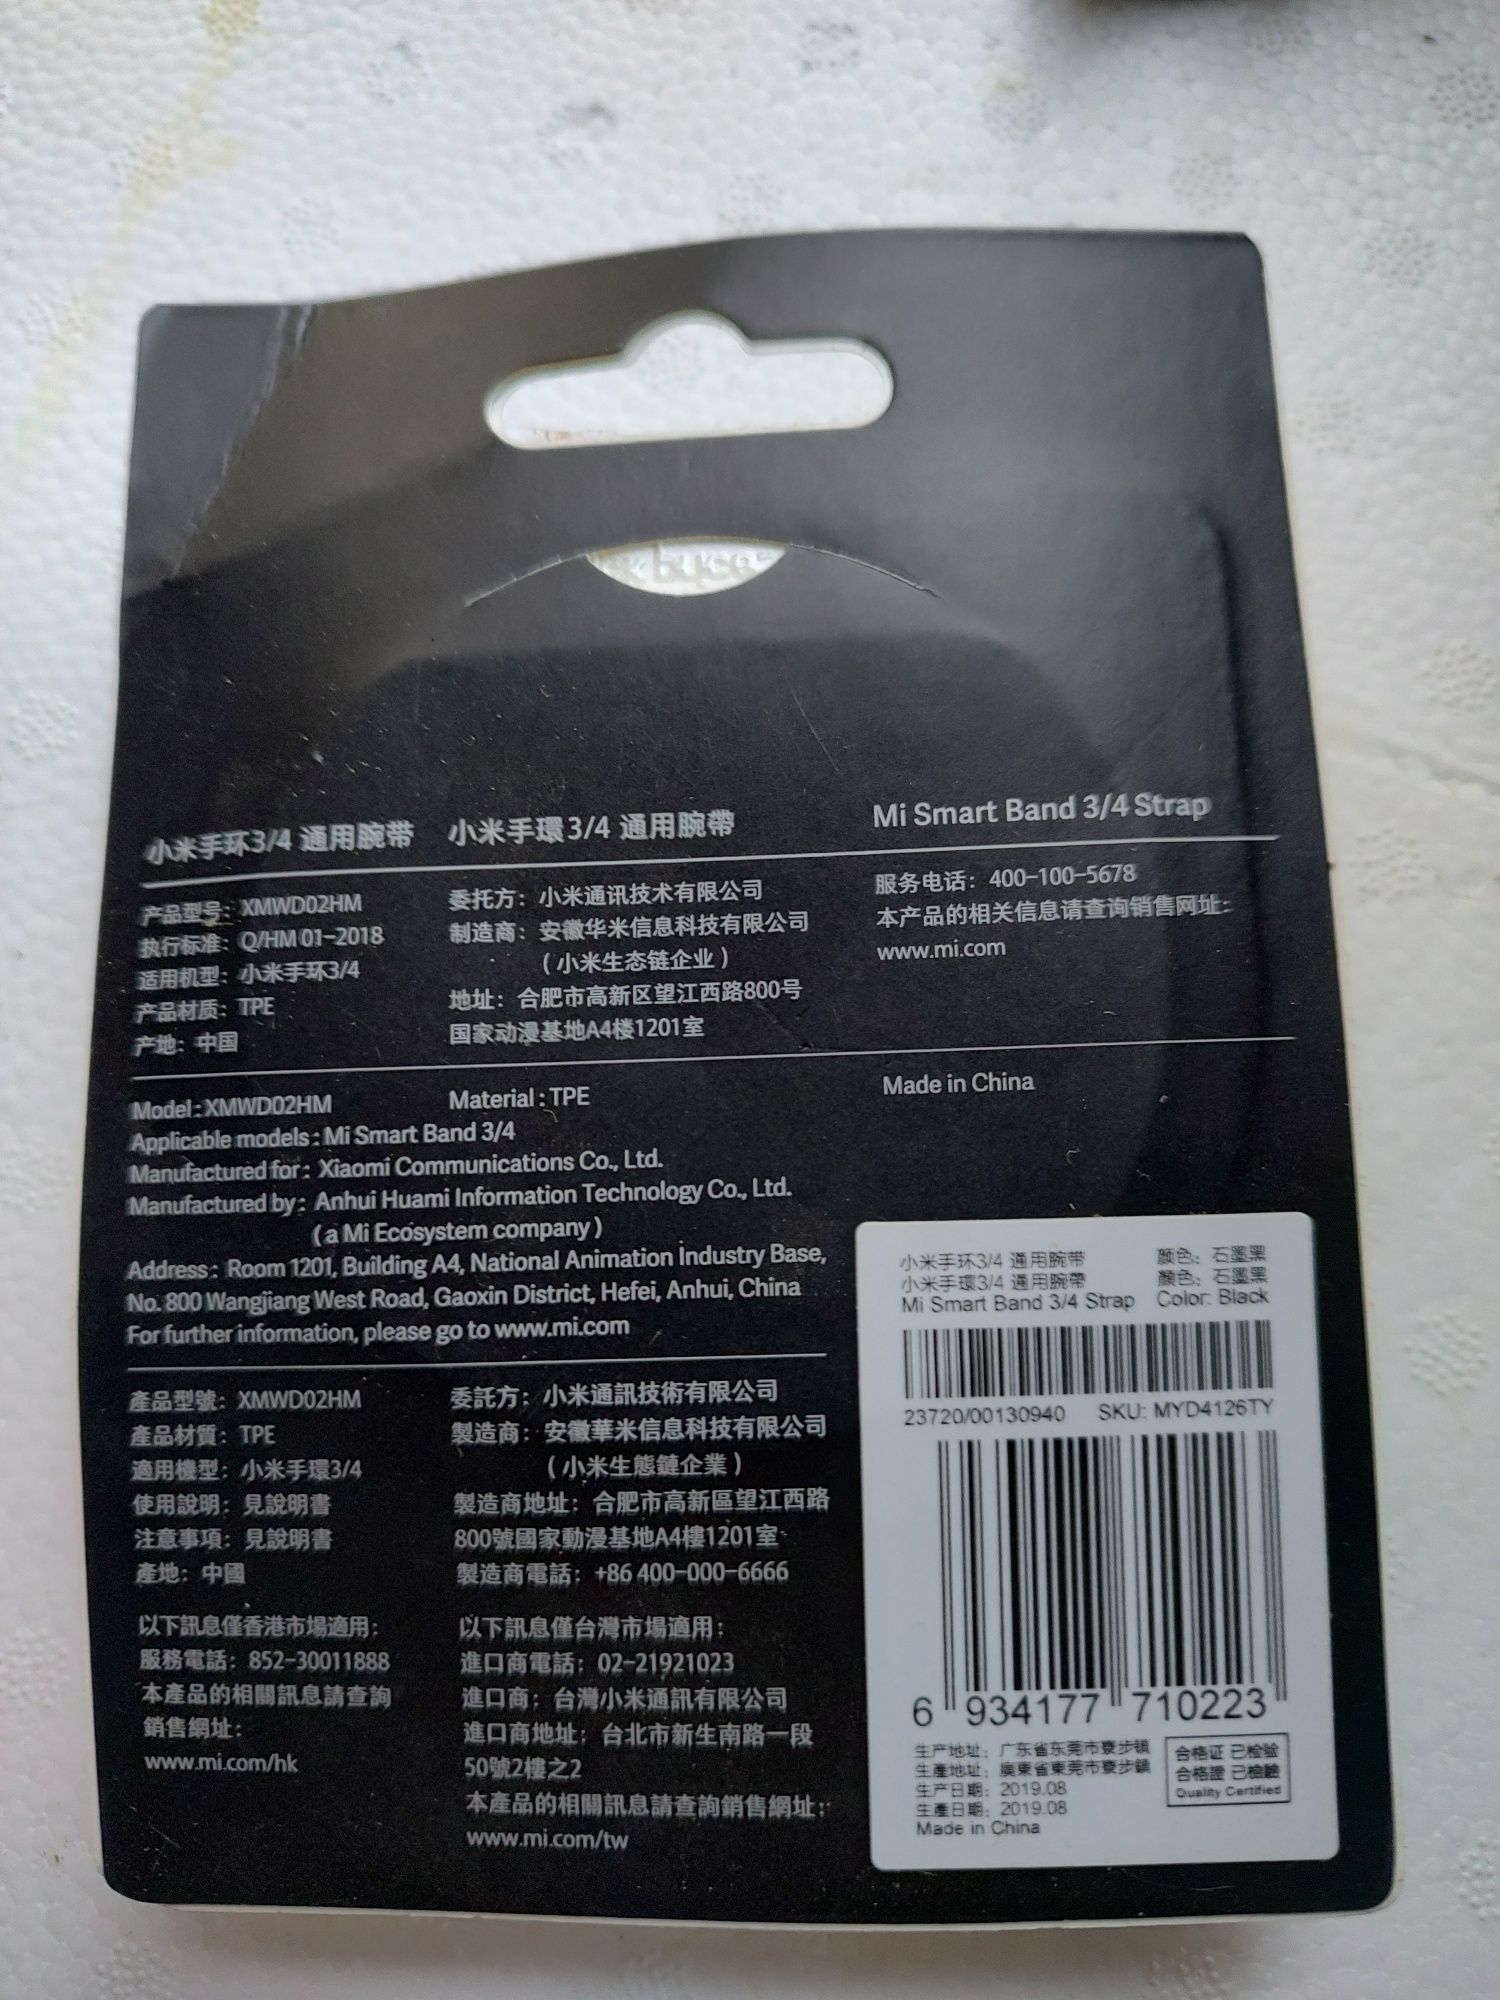 小米手环3/4 通用腕带
小米手環3/4 通用腕帶
Mi Smart Band 3/4 Strap
产品型号: XMWD02HM
执行标准: Q/HM 01-2018
适用机型: 小米手环3/4
产品材质: TPE
产地: 中国
委托方: 小米通讯技术有限公司
制造商: 安徽华米信息科技有限公司
(小米生态链企业)
地址: 合肥市高新区望江西路800号
国家动漫基地A4楼1201室
服务电话: 400-100-5678
本产品的相关信息请查询销售网址:
www.mi.com
Model: XMWD02HM Material: TPE Made in China
Applicable models: Mi Smart Band 3/4
Manufactured for: Xiaomi Communications Co., Ltd.
Manufactured by: Anhui Huami Information Technology Co., Ltd.
(a Mi Ecosystem company)
Address: Room 1201, Building A4, National Animation Industry Base,
No. 800 Wangjiang West Road, Gaoxin District, Hefei, Anhui, China
For further information, please go to www.mi.com
產品型號: XMWD02HM
產品材質: TPE
適用機型: 小米手環3/4
使用說明: 見說明書
注意事項: 見說明書
產地: 中國
以下訊息僅香港市場適用:
服務電話: 852-30011888
本產品的相關訊息請查詢
銷售網址:
www.mi.com/hk
委託方: 小米通訊技術有限公司
製造商: 安徽華米信息科技有限公司
(小米生態鏈企業)
製造商地址: 合肥市高新區望江西路
800號國家動漫基地A4樓1201室
製造商電話: +86 400-000-6666
以下訊息僅台灣市場適用:
進口商電話: 02-21921023
進口商: 台灣小米通訊有限公司
進口商地址: 台北市新生南路一段
50號2樓之2
本產品的相關訊息請查詢銷售網址:
www.mi.com/tw
小米手环3/4 通用腕带 颜色: 石墨黑
小米手環3/4 通用腕帶 顏色: 石墨黑
Mi Smart Band 3/4 Strap Color: Black
23720/00130940 SKU: MYD4126TY
6 934177 710223
生产地址: 广东省东莞市寮步镇
生產地址: 廣東省東莞市寮步鎮
生产日期: 2019.08
生產日期: 2019.08
Made in China
合格证 已检验
合格證 已檢驗
Quality Certified